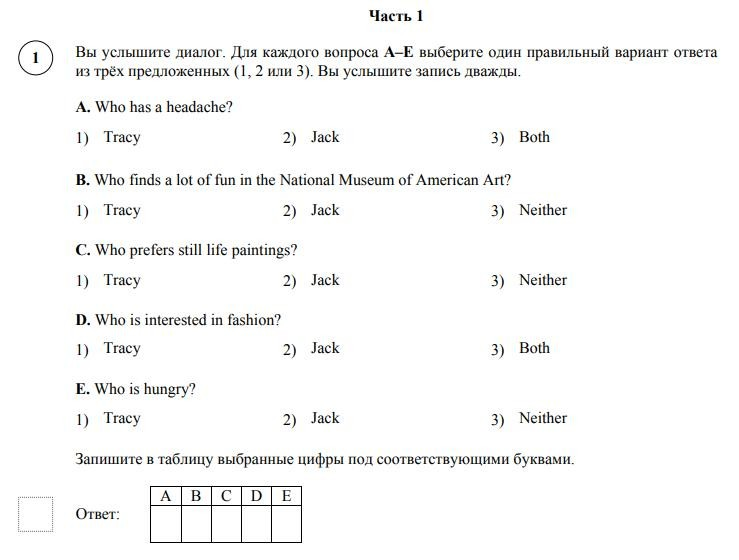 Часть 1
1
Вы услышите диалог. Для каждого вопроса А–Е выберите один правильный вариант ответа
из трёх предложенных (1, 2 или 3). Вы услышите запись дважды.
A. Who has a headache?
1) Tracy 2) Jack 3) Both
B. Who finds a lot of fun in the National Museum of American Art?
1) Tracy 2) Jack 3) Neither
C. Who prefers still life paintings?
1) Tracy 2) Jack 3) Neither
D. Who is interested in fashion?
1) Tracy 2) Jack 3) Both
E. Who is hungry?
1) Tracy 2) Jack 3) Neither
Запишите в таблицу выбранные цифры под соответствующими буквами.
A B C D E
Ответ: